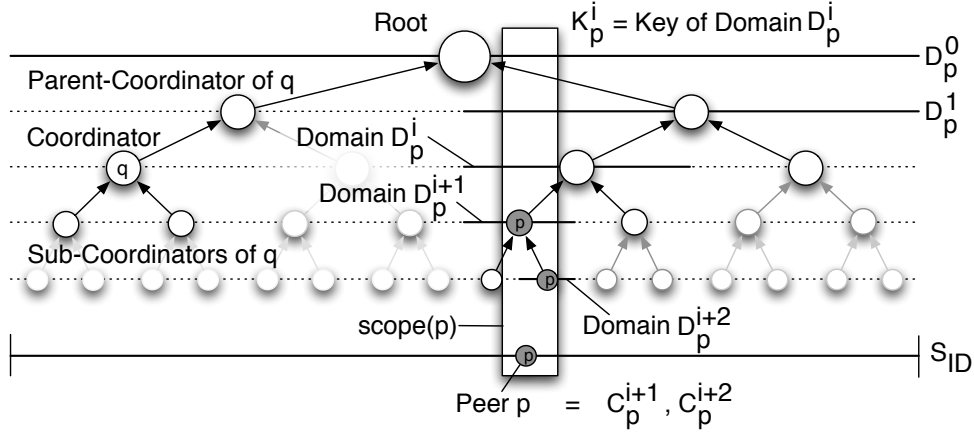 Root
K_p^i = Key of Domain D_p^i
D_p^0
Parent-Coordinator of q
D_p^1
Coordinator
Domain D_p^i
q
Domain D_p^{i+1}
p
Sub-Coordinators of q
p
scope(p)
Domain D_p^{i+2}
p
S_ID
Peer p = C_p^{i+1} , C_p^{i+2}